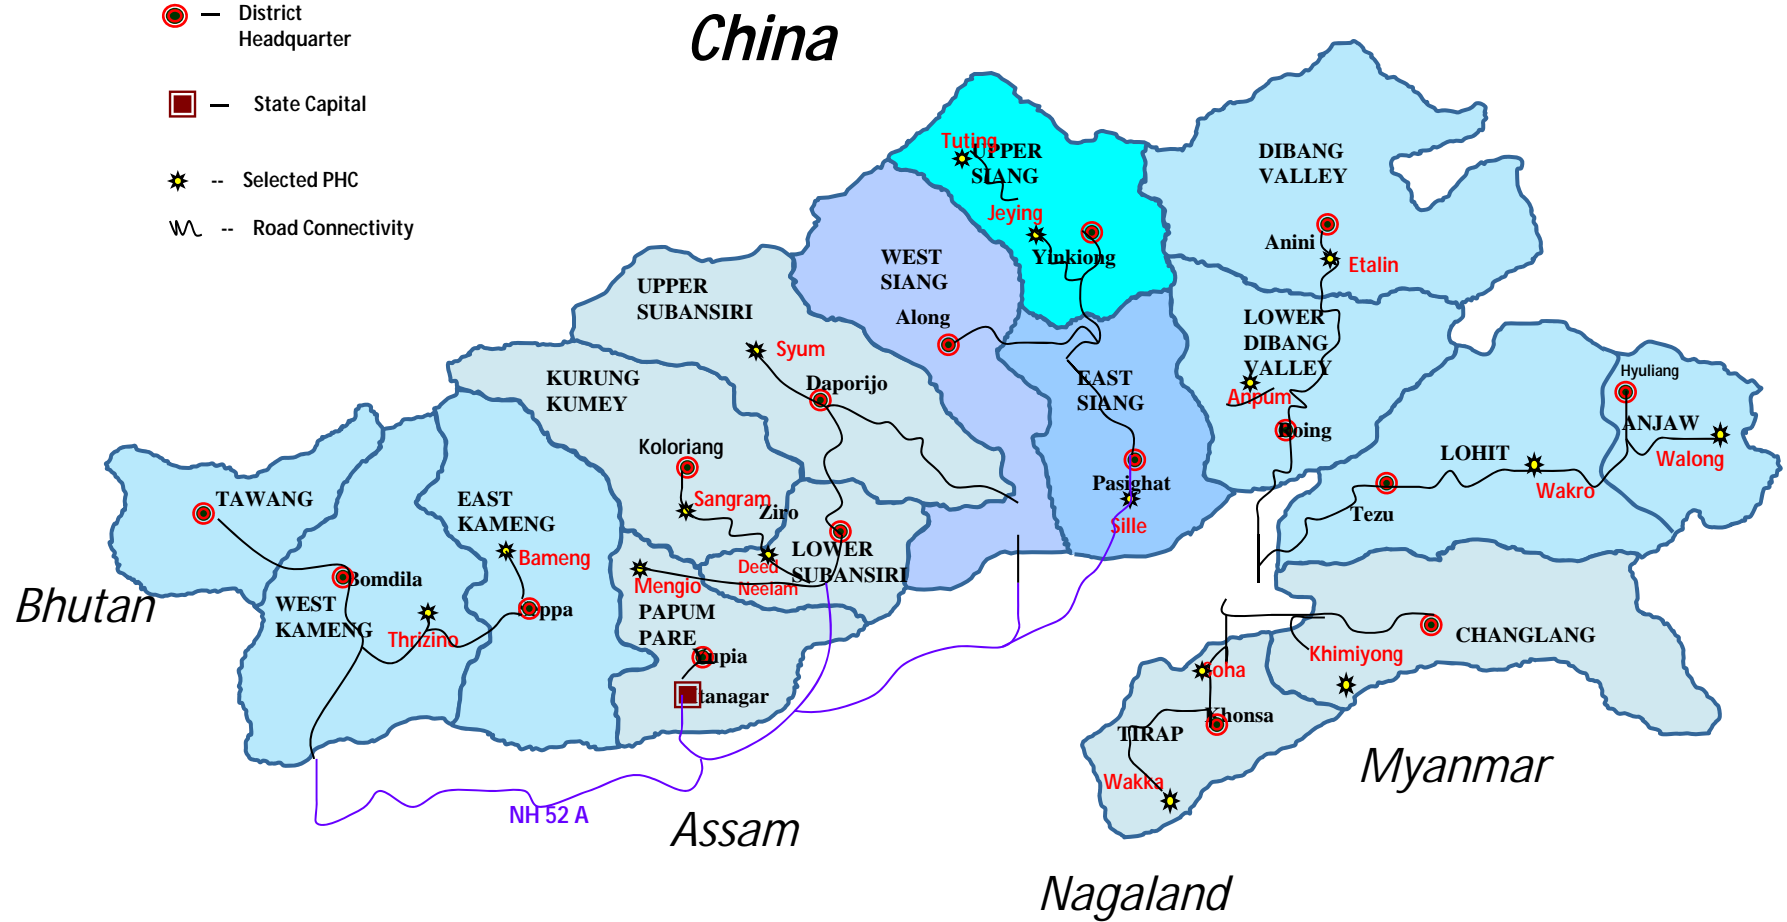 District
Headquarter
State Capital
-- Selected PHC
-- Road Connectivity
China
Tuting
UPPER
SIANG
Jeying
Yinkiong
DIBANG
VALLEY
Anini
Etalin
WEST
SIANG
Along
UPPER
SUBANSIRI
Syum
Daporijo
LOWER
DIBANG
VALLEY
Anpum
Roing
EAST
SIANG
Pasighat
Sille
KURUNG
KUMEY
Koloriang
Sangram
Ziro
Hyuliang
ANJAW
Walong
LOHIT
Wakro
Tezu
TAWANG
EAST
KAMENG
Bameng
Bomdila
WEST
KAMENG
Thrizino
Seppa
Mengio
Deed
Neelam
LOWER
SUBANSIRI
PAPUM
PARE
Yupia
Itanagar
Bhutan
CHANGLANG
Khimiyong
Soha
Khonsa
TIRAP
Wakka
Myanmar
NH 52 A
Assam
Nagaland